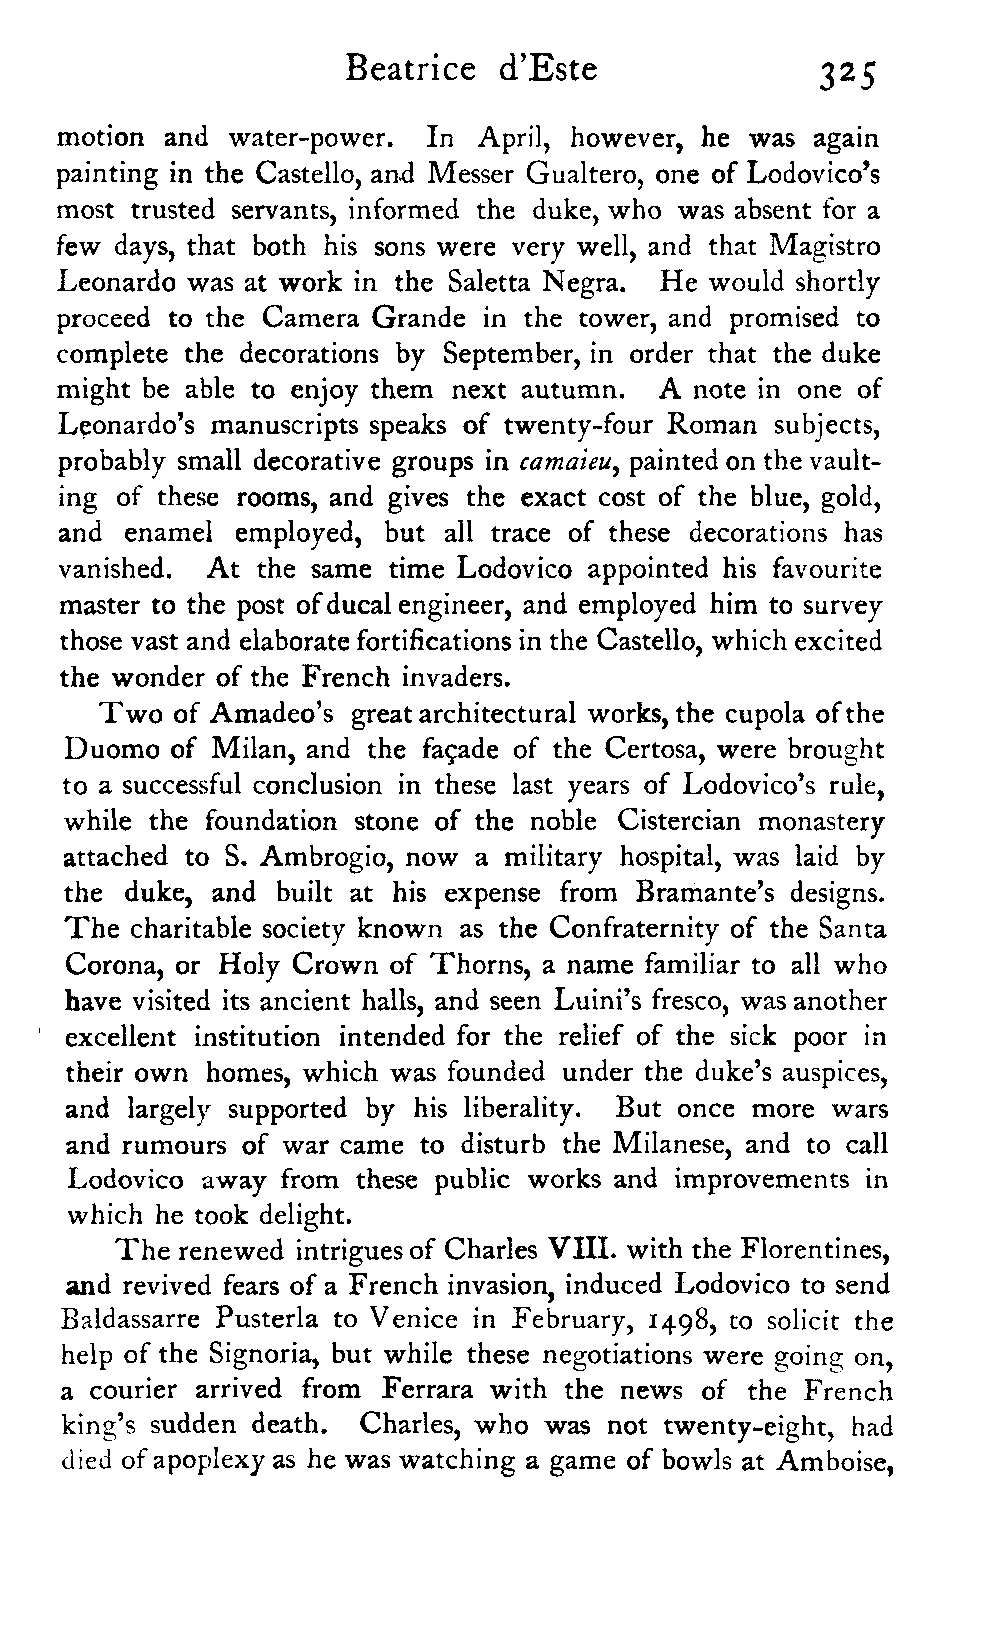 Beatrice d'Este 325
motion and water-power. In April, however, he was again
painting in the Castello, and Messer Gualtero, one of Lodovico's
most trusted servants, informed the duke, who was absent for a
few days, that both his sons were very well, and that Magistro
Leonardo was at work in the Saletta Negra. He would shortly
proceed to the Camera Grande in the tower, and promised to
complete the decorations by September, in order that the duke
might be able to enjoy them next autumn. A note in one of
Leonardo's manuscripts speaks of twenty-four Roman subjects,
probably small decorative groups in camaieu, painted on the vault-
ing of these rooms, and gives the exact cost of the blue, gold,
and enamel employed, but all trace of these decorations has
vanished. At the same time Lodovico appointed his favourite
master to the post of ducal engineer, and employed him to survey
those vast and elaborate fortifications in the Castello, which excited
the wonder of the French invaders.
Two of Amadeo's great architectural works, the cupola of the
Duomo of Milan, and the façade of the Certosa, were brought
to a successful conclusion in these last years of Lodovico's rule,
while the foundation stone of the noble Cistercian monastery
attached to S. Ambrogio, now a military hospital, was laid by
the duke, and built at his expense from Bramante's designs.
The charitable society known as the Confraternity of the Santa
Corona, or Holy Crown of Thorns, a name familiar to all who
have visited its ancient halls, and seen Luini's fresco, was another
excellent institution intended for the relief of the sick poor in
their own homes, which was founded under the duke's auspices,
and largely supported by his liberality. But once more wars
and rumours of war came to disturb the Milanese, and to call
Lodovico away from these public works and improvements in
which he took delight.
The renewed intrigues of Charles VIII. with the Florentines,
and revived fears of a French invasion, induced Lodovico to send
Baldassarre Pusterla to Venice in February, 1498, to solicit the
help of the Signoria, but while these negotiations were going on,
a courier arrived from Ferrara with the news of the French
king's sudden death. Charles, who was not twenty-eight, had
died of apoplexy as he was watching a game of bowls at Amboise,